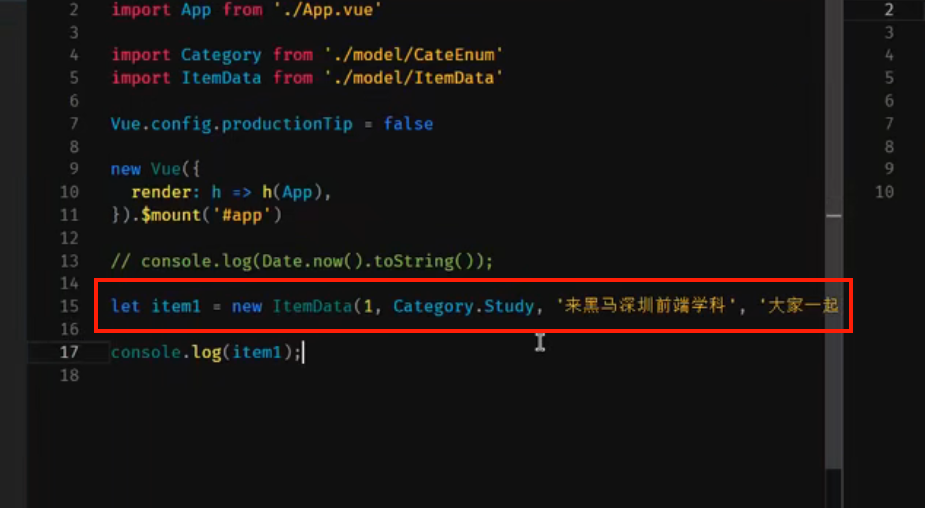 2 import App from './App.vue'
3
4 import Category from './model/CateEnum'
5 import ItemData from './model/ItemData'
6
7 Vue.config.productionTip = false
8
9 new Vue({
10   render: h => h(App),
11 }).$mount('#app')
12
13 // console.log(Date.now().toString());
14
15 let item1 = new ItemData(1, Category.Study, '来黑马深圳前端学科', '大家一起
16
17 console.log(item1);
18
2
3
4
5
6
7
8
9
10